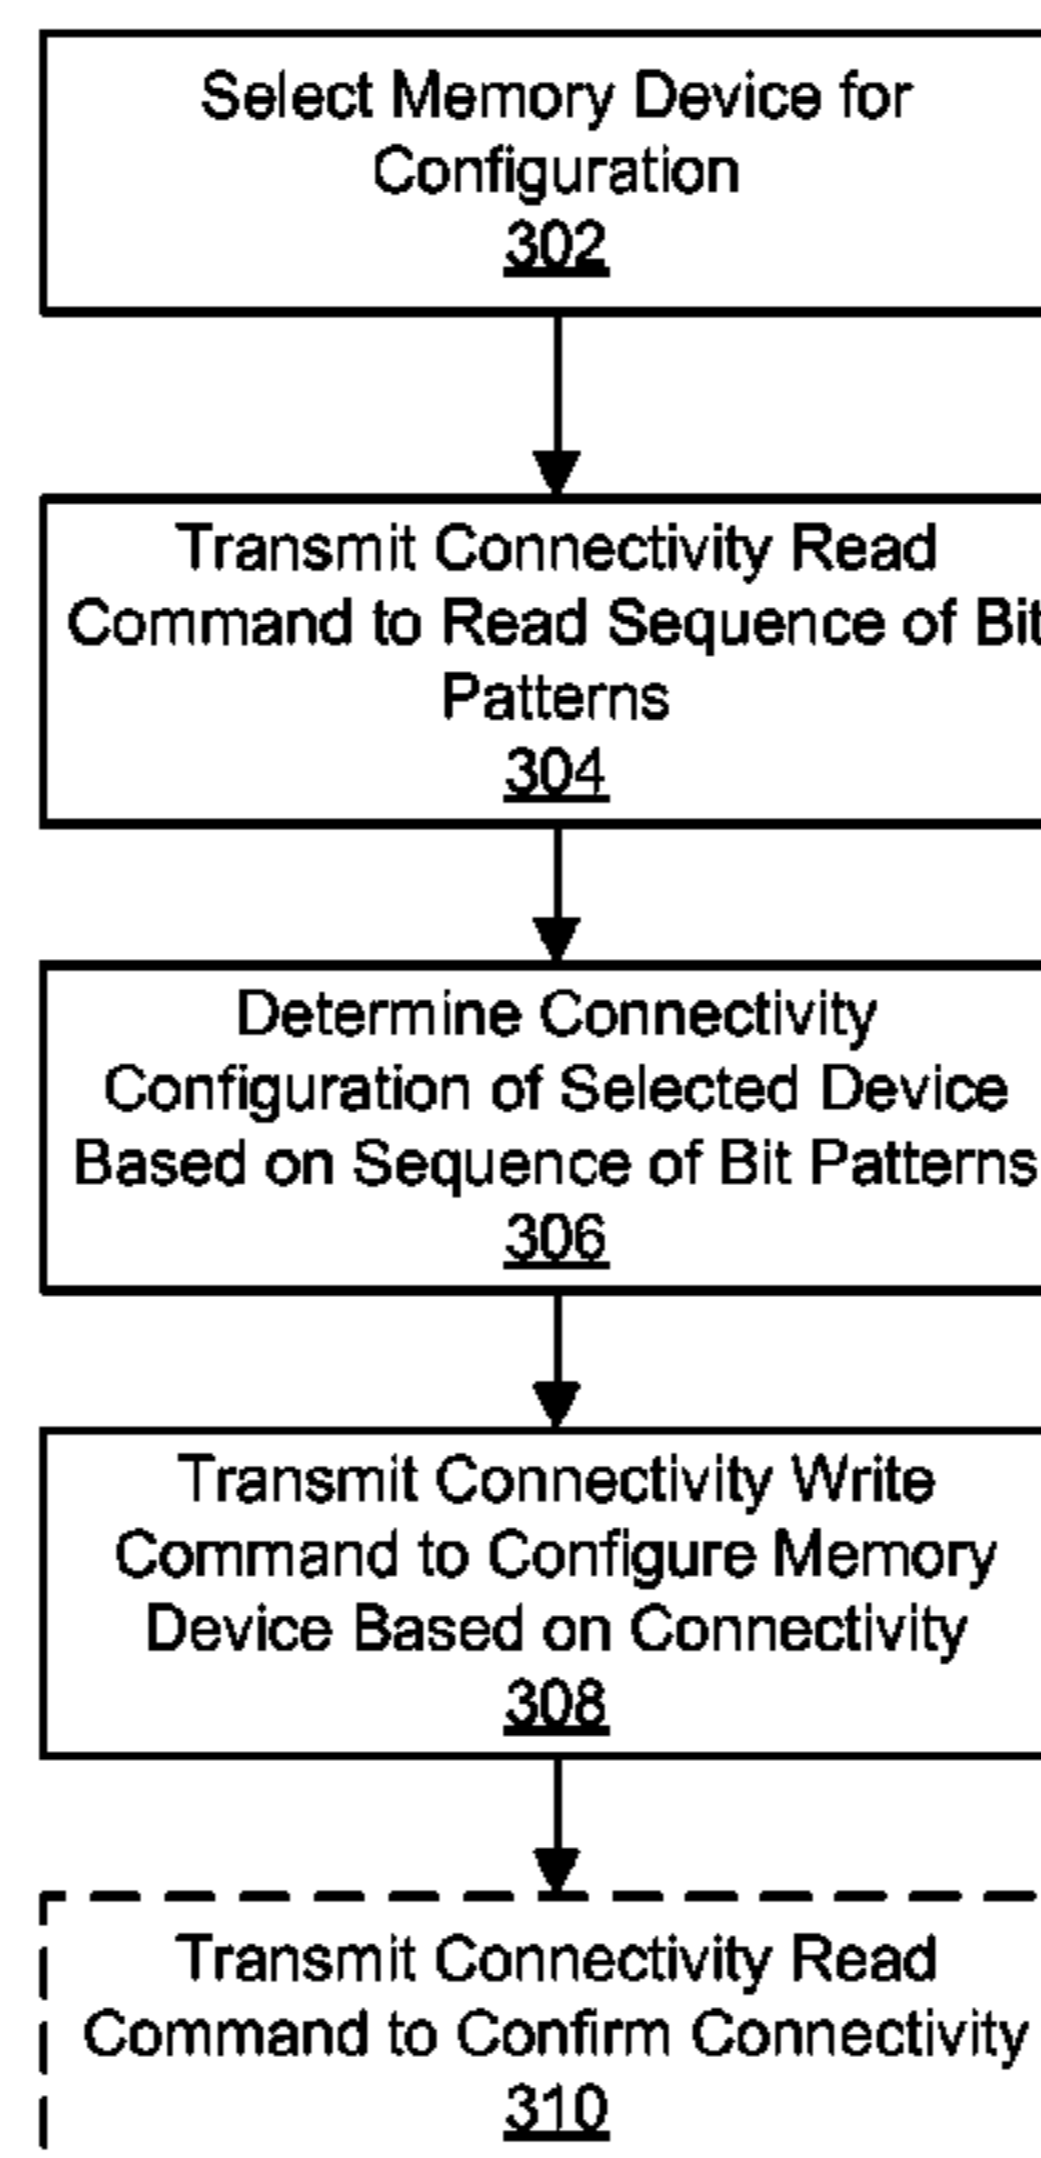 Select Memory Device for
Configuration
302
Transmit Connectivity Read
Command to Read Sequence of Bit
Patterns
304
Determine Connectivity
Configuration of Selected Device
Based on Sequence of Bit Patterns
306
Transmit Connectivity Write
Command to Configure Memory
Device Based on Connectivity
308
Transmit Connectivity Read
Command to Confirm Connectivity
310